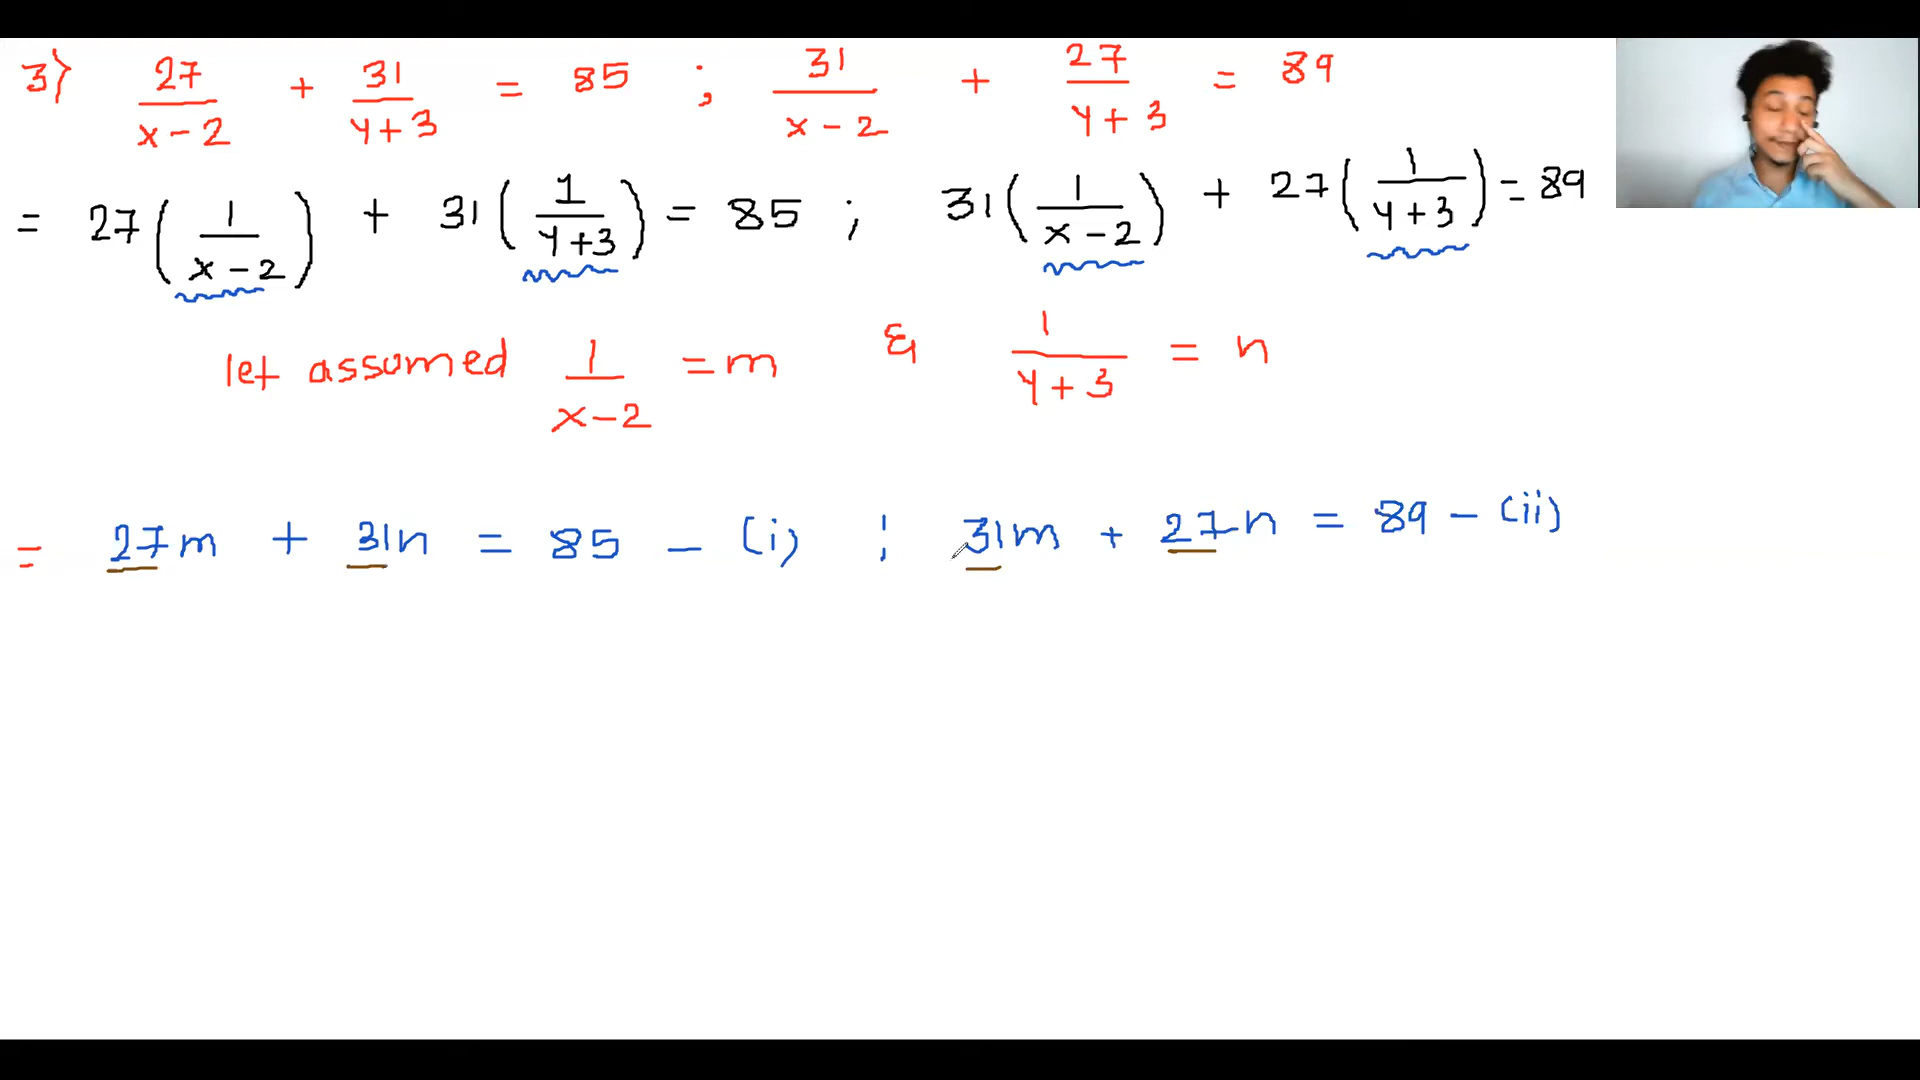 3} 27/(x-2) + 31/(y+3) = 85 ; 31/(x-2) + 27/(y+3) = 89
= 27(1/(x-2)) + 31(1/(y+3)) = 85 ; 31(1/(x-2)) + 27(1/(y+3)) = 89
let assumed 1/(x-2) = m & 1/(y+3) = n
= 27m + 31n = 85 - (i) ; 31m + 27n = 89 - (ii)